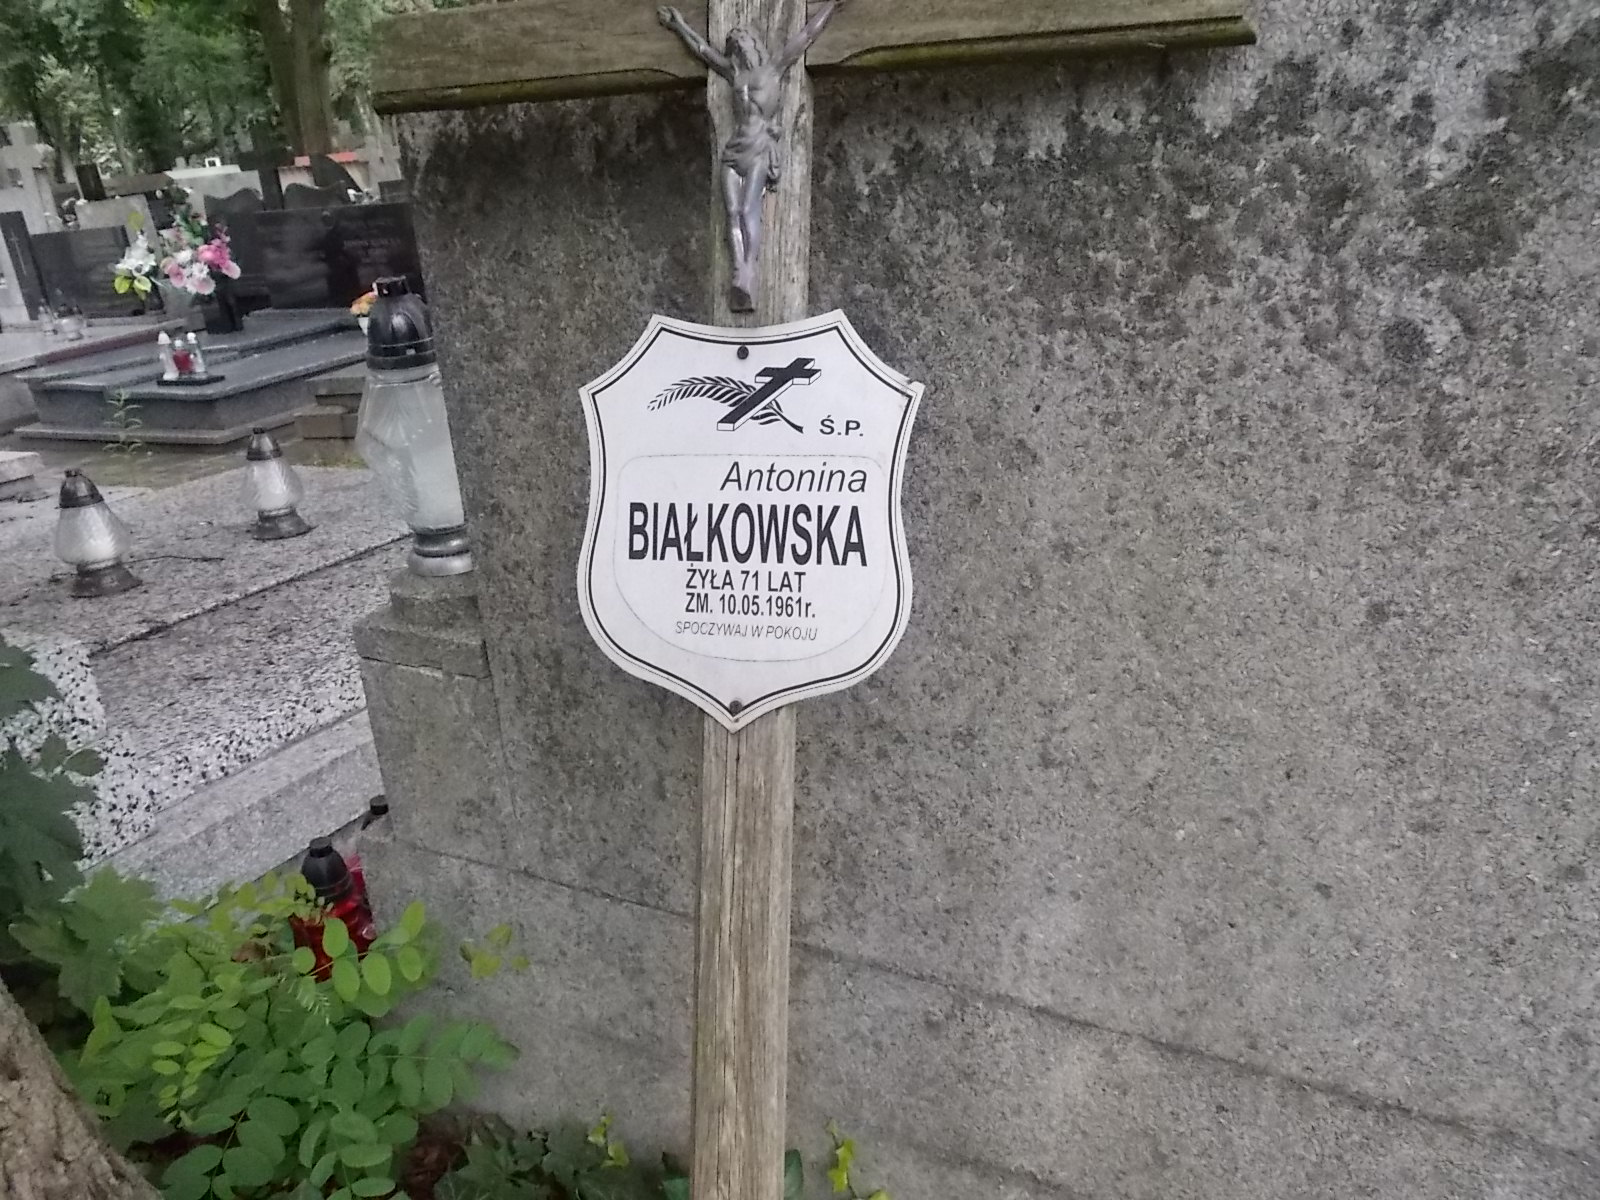 Ś.P.
Antonina
BIAŁKOWSKA
ŻYŁA 71 LAT
ZM. 10.05.1961r.
SPOCZYWAJ W POKOJU